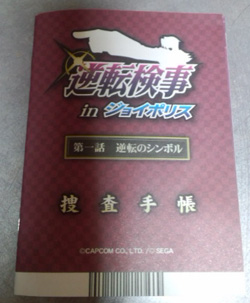 逆転検事
in ジョイポリス
第一話 逆転のシンボル
捜査手帳
©CAPCOM CO., LTD. / © SEGA